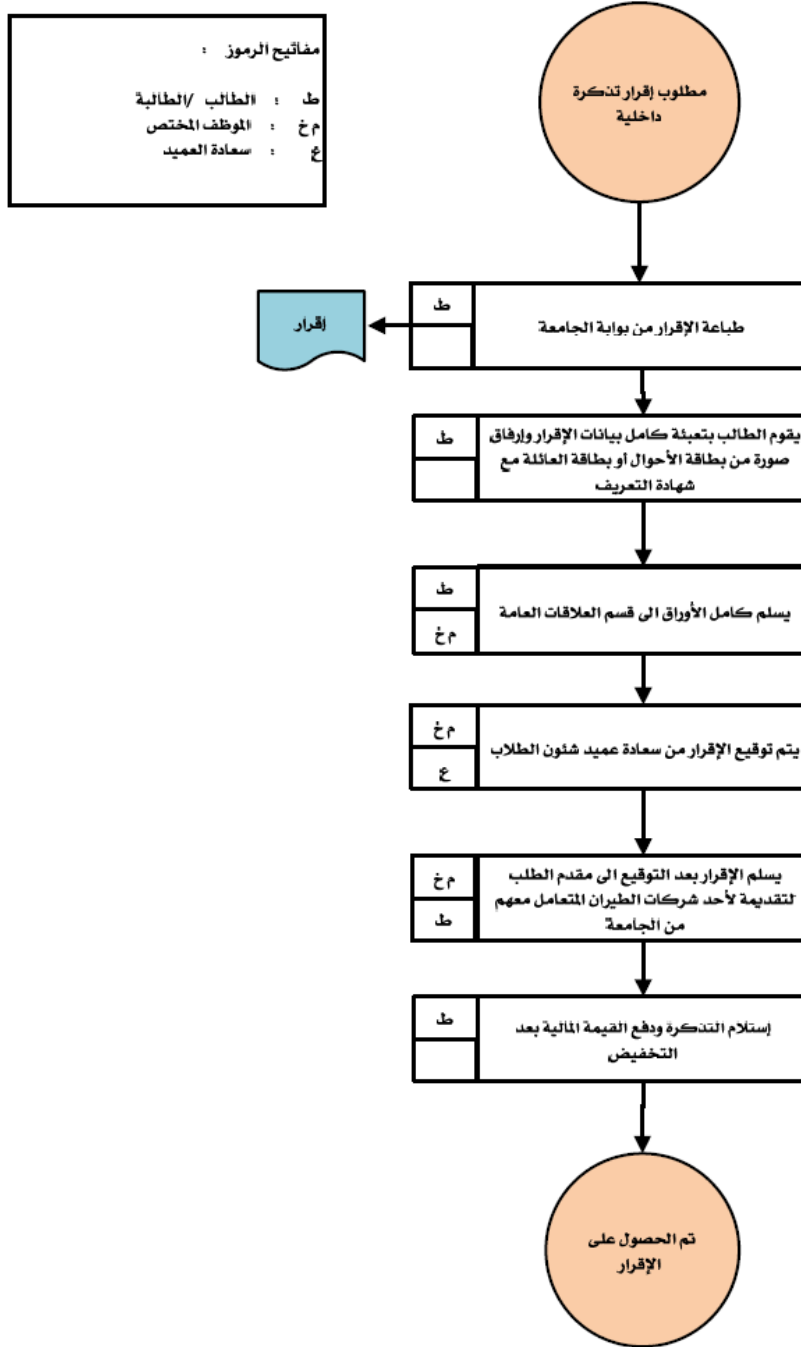 مفاتيح الرموز :
ط : الطالب /الطالبة
م خ : الموظف المختص
ع : سعادة العميد
مطلوب إقرار تذكرة
داخلية
ط
طباعة الإقرار من بوابة الجامعة
إقرار
ط
يقوم الطالب بتعبئة كامل بيانات الإقرار وإرفاق
صورة من بطاقة الأحوال أو بطاقة العائلة مع
شهادة التعريف
ط
م خ
يسلم كامل الأوراق الى قسم العلاقات العامة
م خ
ع
يتم توقيع الإقرار من سعادة عميد شئون الطلاب
م خ
ط
يسلم الإقرار بعد التوقيع الى مقدم الطلب
لتقديمة لأحد شركات الطيران المتعامل معهم
من الجامعة
ط
إستلام التذكرة ودفع القيمة المالية بعد
التخفيض
تم الحصول على
الإقرار